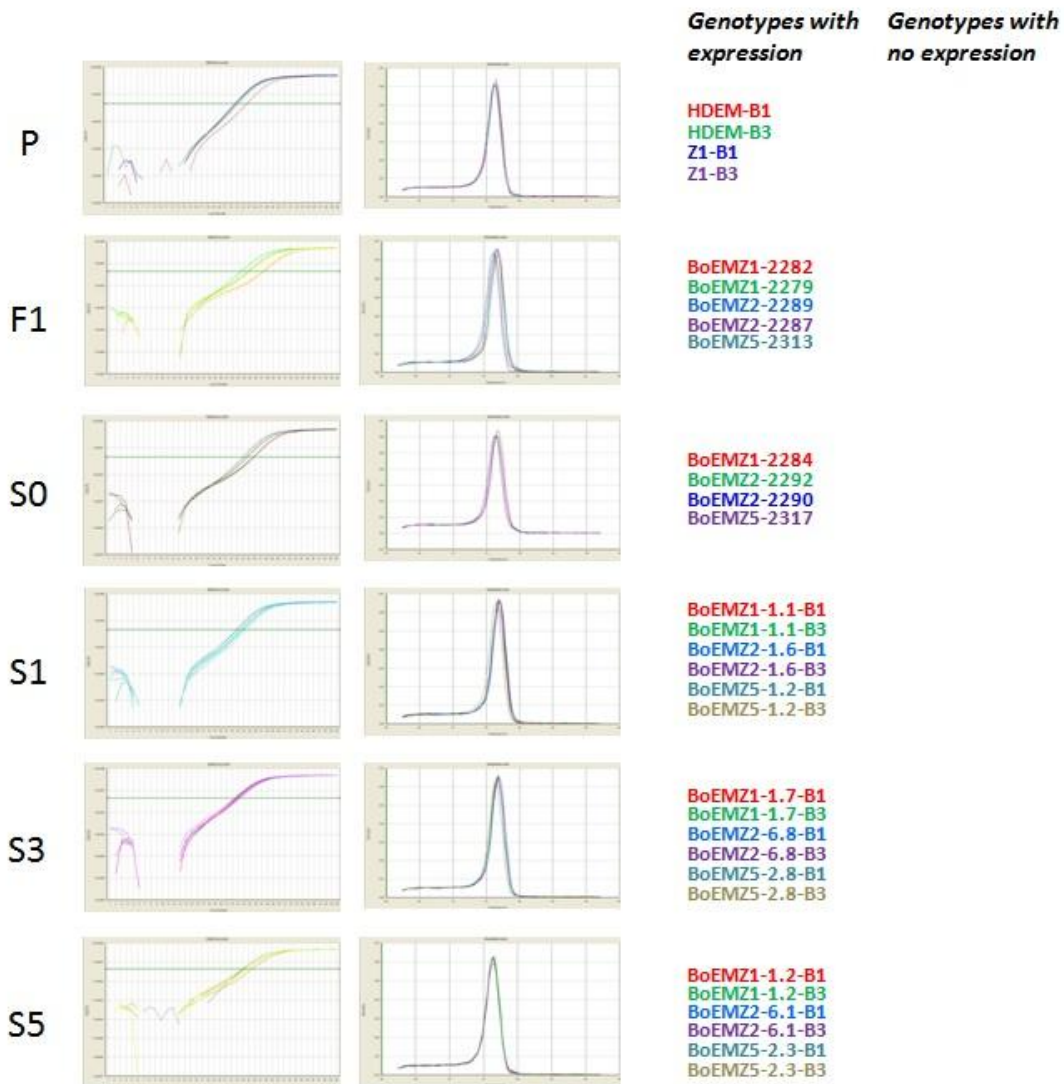 Genotypes with
expression
Genotypes with
no expression
P
HDEM-B1
HDEM-B3
Z1-B1
Z1-B3
F1
BoEMZ1-2282
BoEMZ1-2279
BoEMZ2-2289
BoEMZ2-2287
BoEMZ5-2313
S0
BoEMZ1-2284
BoEMZ2-2292
BoEMZ2-2290
BoEMZ5-2317
S1
BoEMZ1-1.1-B1
BoEMZ1-1.1-B3
BoEMZ2-1.6-B1
BoEMZ2-1.6-B3
BoEMZ5-1.2-B1
BoEMZ5-1.2-B3
S3
BoEMZ1-1.7-B1
BoEMZ1-1.7-B3
BoEMZ2-6.8-B1
BoEMZ2-6.8-B3
BoEMZ5-2.8-B1
BoEMZ5-2.8-B3
S5
BoEMZ1-1.2-B1
BoEMZ1-1.2-B3
BoEMZ2-6.1-B1
BoEMZ2-6.1-B3
BoEMZ5-2.3-B1
BoEMZ5-2.3-B3